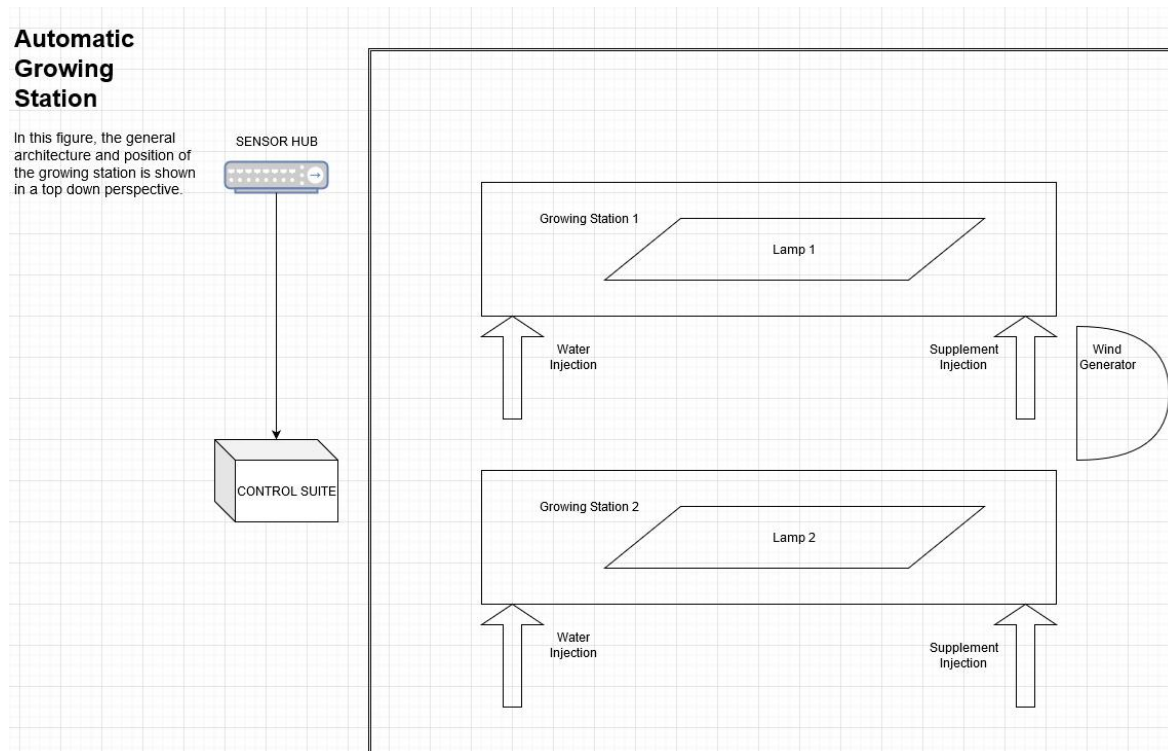 Automatic
Growing
Station
In this figure, the general
architecture and position of
the growing station is shown
in a top down perspective.
SENSOR HUB
CONTROL SUITE
Growing Station 1
Lamp 1
Water
Injection
Supplement
Injection
Wind
Generator
Growing Station 2
Lamp 2
Water
Injection
Supplement
Injection